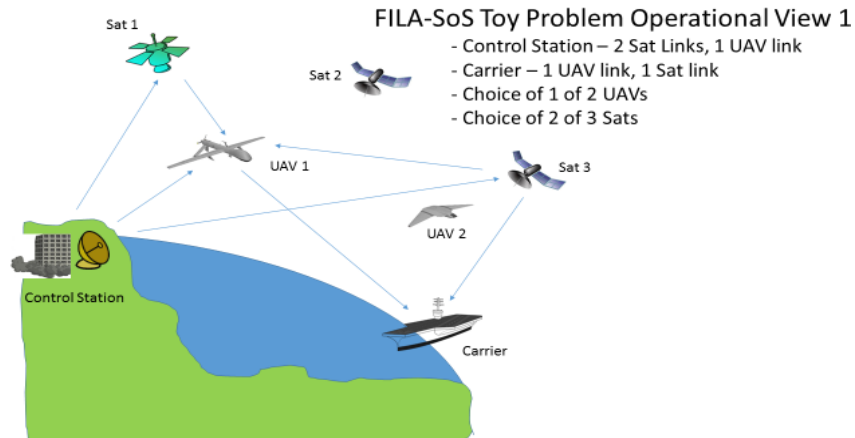 FILA-SoS Toy Problem Operational View 1
- Control Station – 2 Sat Links, 1 UAV link
- Carrier – 1 UAV link, 1 Sat link
- Choice of 1 of 2 UAVs
- Choice of 2 of 3 Sats
Sat 1
Sat 2
UAV 1
Sat 3
UAV 2
Control Station
Carrier